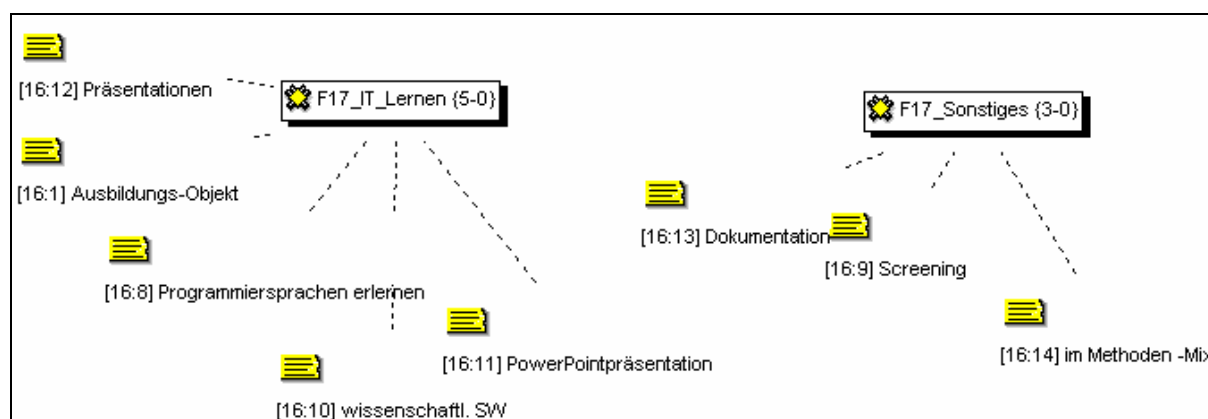 [16:12] Präsentationen
F17_IT_Lernen {5-0}
F17_Sonstiges {3-0}
[16:1] Ausbildungs-Objekt
[16:13] Dokumentation
[16:9] Screening
[16:8] Programmiersprachen erlernen
[16:11] PowerPointpräsentation
[16:14] im Methoden -Mix
[16:10] wissenschaftl. SW